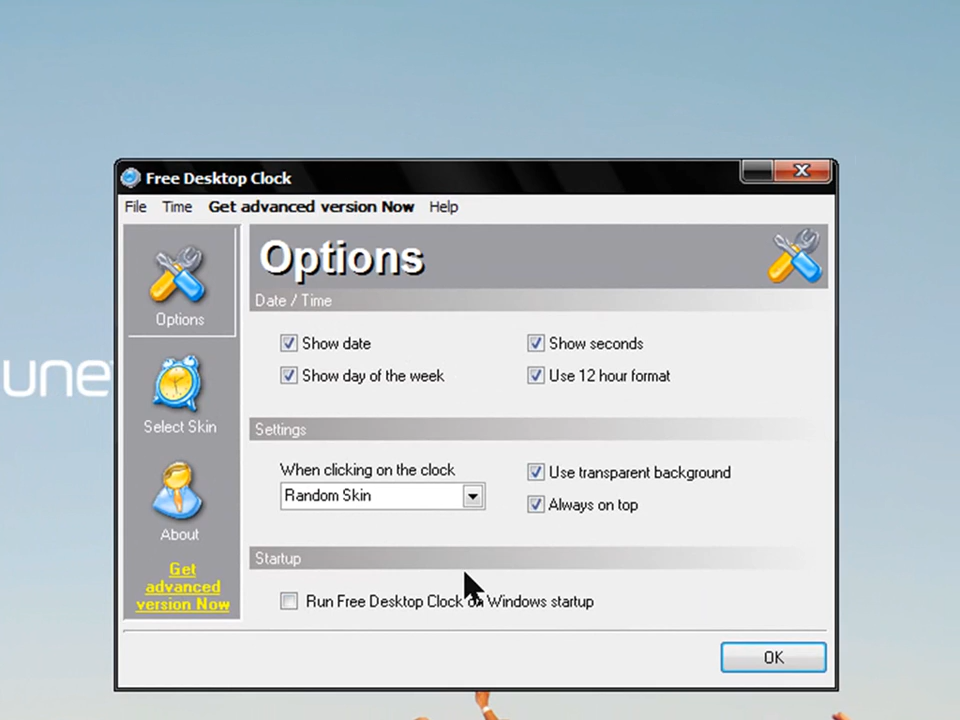 Free Desktop Clock
File Time Get advanced version Now Help
Options
Options
Date / Time
Show date
Show seconds
Show day of the week
Use 12 hour format
Select Skin
Settings
When clicking on the clock
Random Skin
Use transparent background
Always on top
About
Get
advanced
version Now
Startup
Run Free Desktop Clock on Windows startup
OK
une